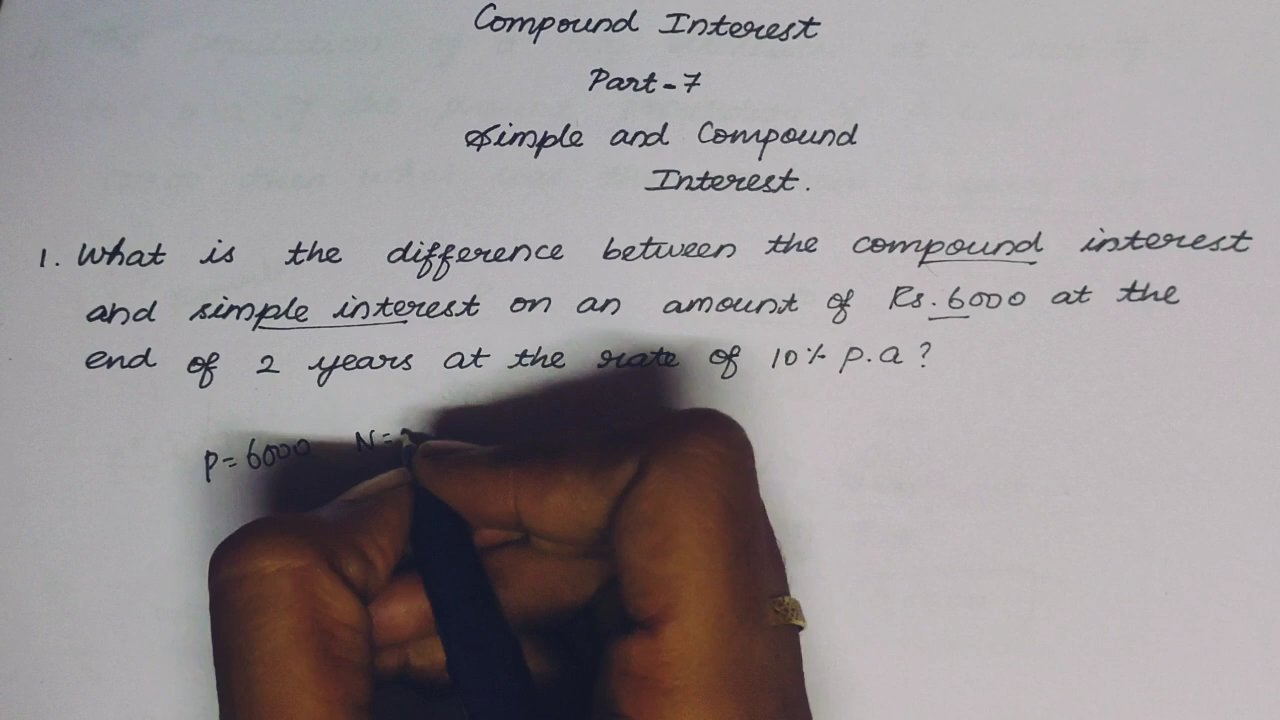 Compound Interest
Part-7
Simple and Compound
Interest.
1. What is the difference between the compound interest
and simple interest on an amount of Rs. 6000 at the
end of 2 years at the rate of 10% p.a?
P=6000 N=